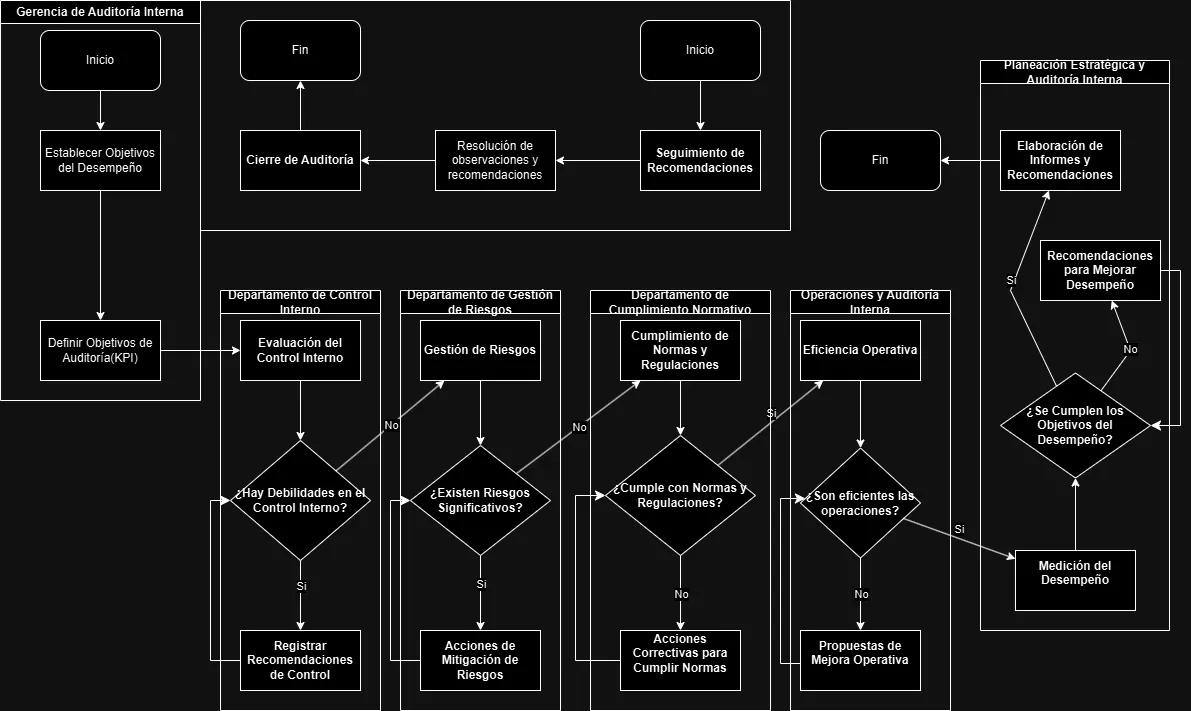 Gerencia de Auditoría Interna
Inicio
Establecer Objetivos
del Desempeño
Definir Objetivos de
Auditoría(KPI)
Fin
Cierre de Auditoría
Resolución de
observaciones y
recomendaciones
Inicio
Seguimiento de
Recomendaciones
Departamento de Control
Interno
Evaluación del
Control Interno
¿Hay Debilidades en el
Control Interno?
No
Si
Registrar
Recomendaciones
de Control
Departamento de Gestión
de Riesgos
Gestión de Riesgos
¿Existen Riesgos
Significativos?
No
Si
Acciones de
Mitigación de
Riesgos
Departamento de
Cumplimiento Normativo
Cumplimiento de
Normas y
Regulaciones
¿Cumple con Normas y
Regulaciones?
Si
No
Acciones
Correctivas para
Cumplir Normas
Operaciones y Auditoría
Interna
Eficiencia Operativa
¿Son eficientes las
operaciones?
Si
No
Propuestas de
Mejora Operativa
Planeación Estratégica y
Auditoría Interna
Fin
Elaboración de
Informes y
Recomendaciones
Si
Recomendaciones
para Mejorar
Desempeño
No
¿Se Cumplen los
Objetivos del
Desempeño?
Medición del
Desempeño